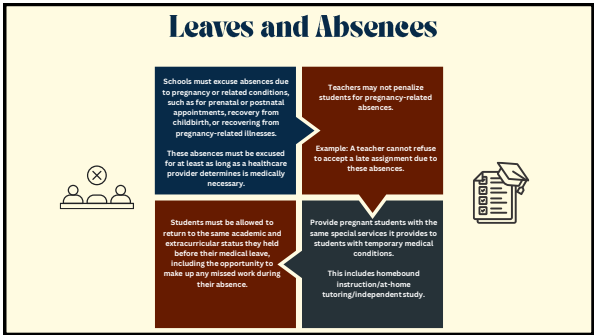 Leaves and Absences
Schools must excuse absences due
to pregnancy or related conditions,
such as for prenatal or postnatal
appointments, recovery from
childbirth, or recovering from
pregnancy-related illnesses.
These absences must be excused
for at least as long as a healthcare
provider determines is medically
necessary.
Teachers may not penalize
students for pregnancy-related
absences.
Example: A teacher cannot refuse
to accept a late assignment due to
these absences.
Provide pregnant students with the
same special services it provides to
students with temporary medical
conditions.
This includes homebound
instruction/at-home
tutoring/independent study.
Students must be allowed to
return to the same academic and
extracurricular status they held
before their medical leave,
including the opportunity to
make up any missed work during
their absence.